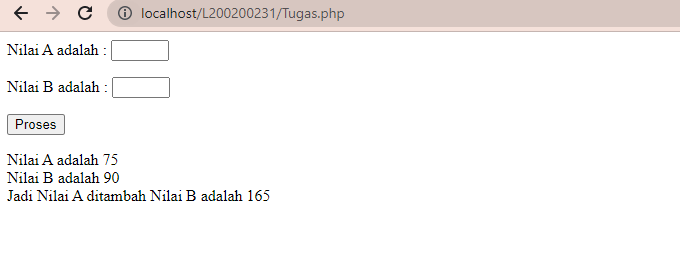 localhost/L200200231/Tugas.php
Nilai A adalah :
Nilai B adalah :
Proses
Nilai A adalah 75
Nilai B adalah 90
Jadi Nilai A ditambah Nilai B adalah 165